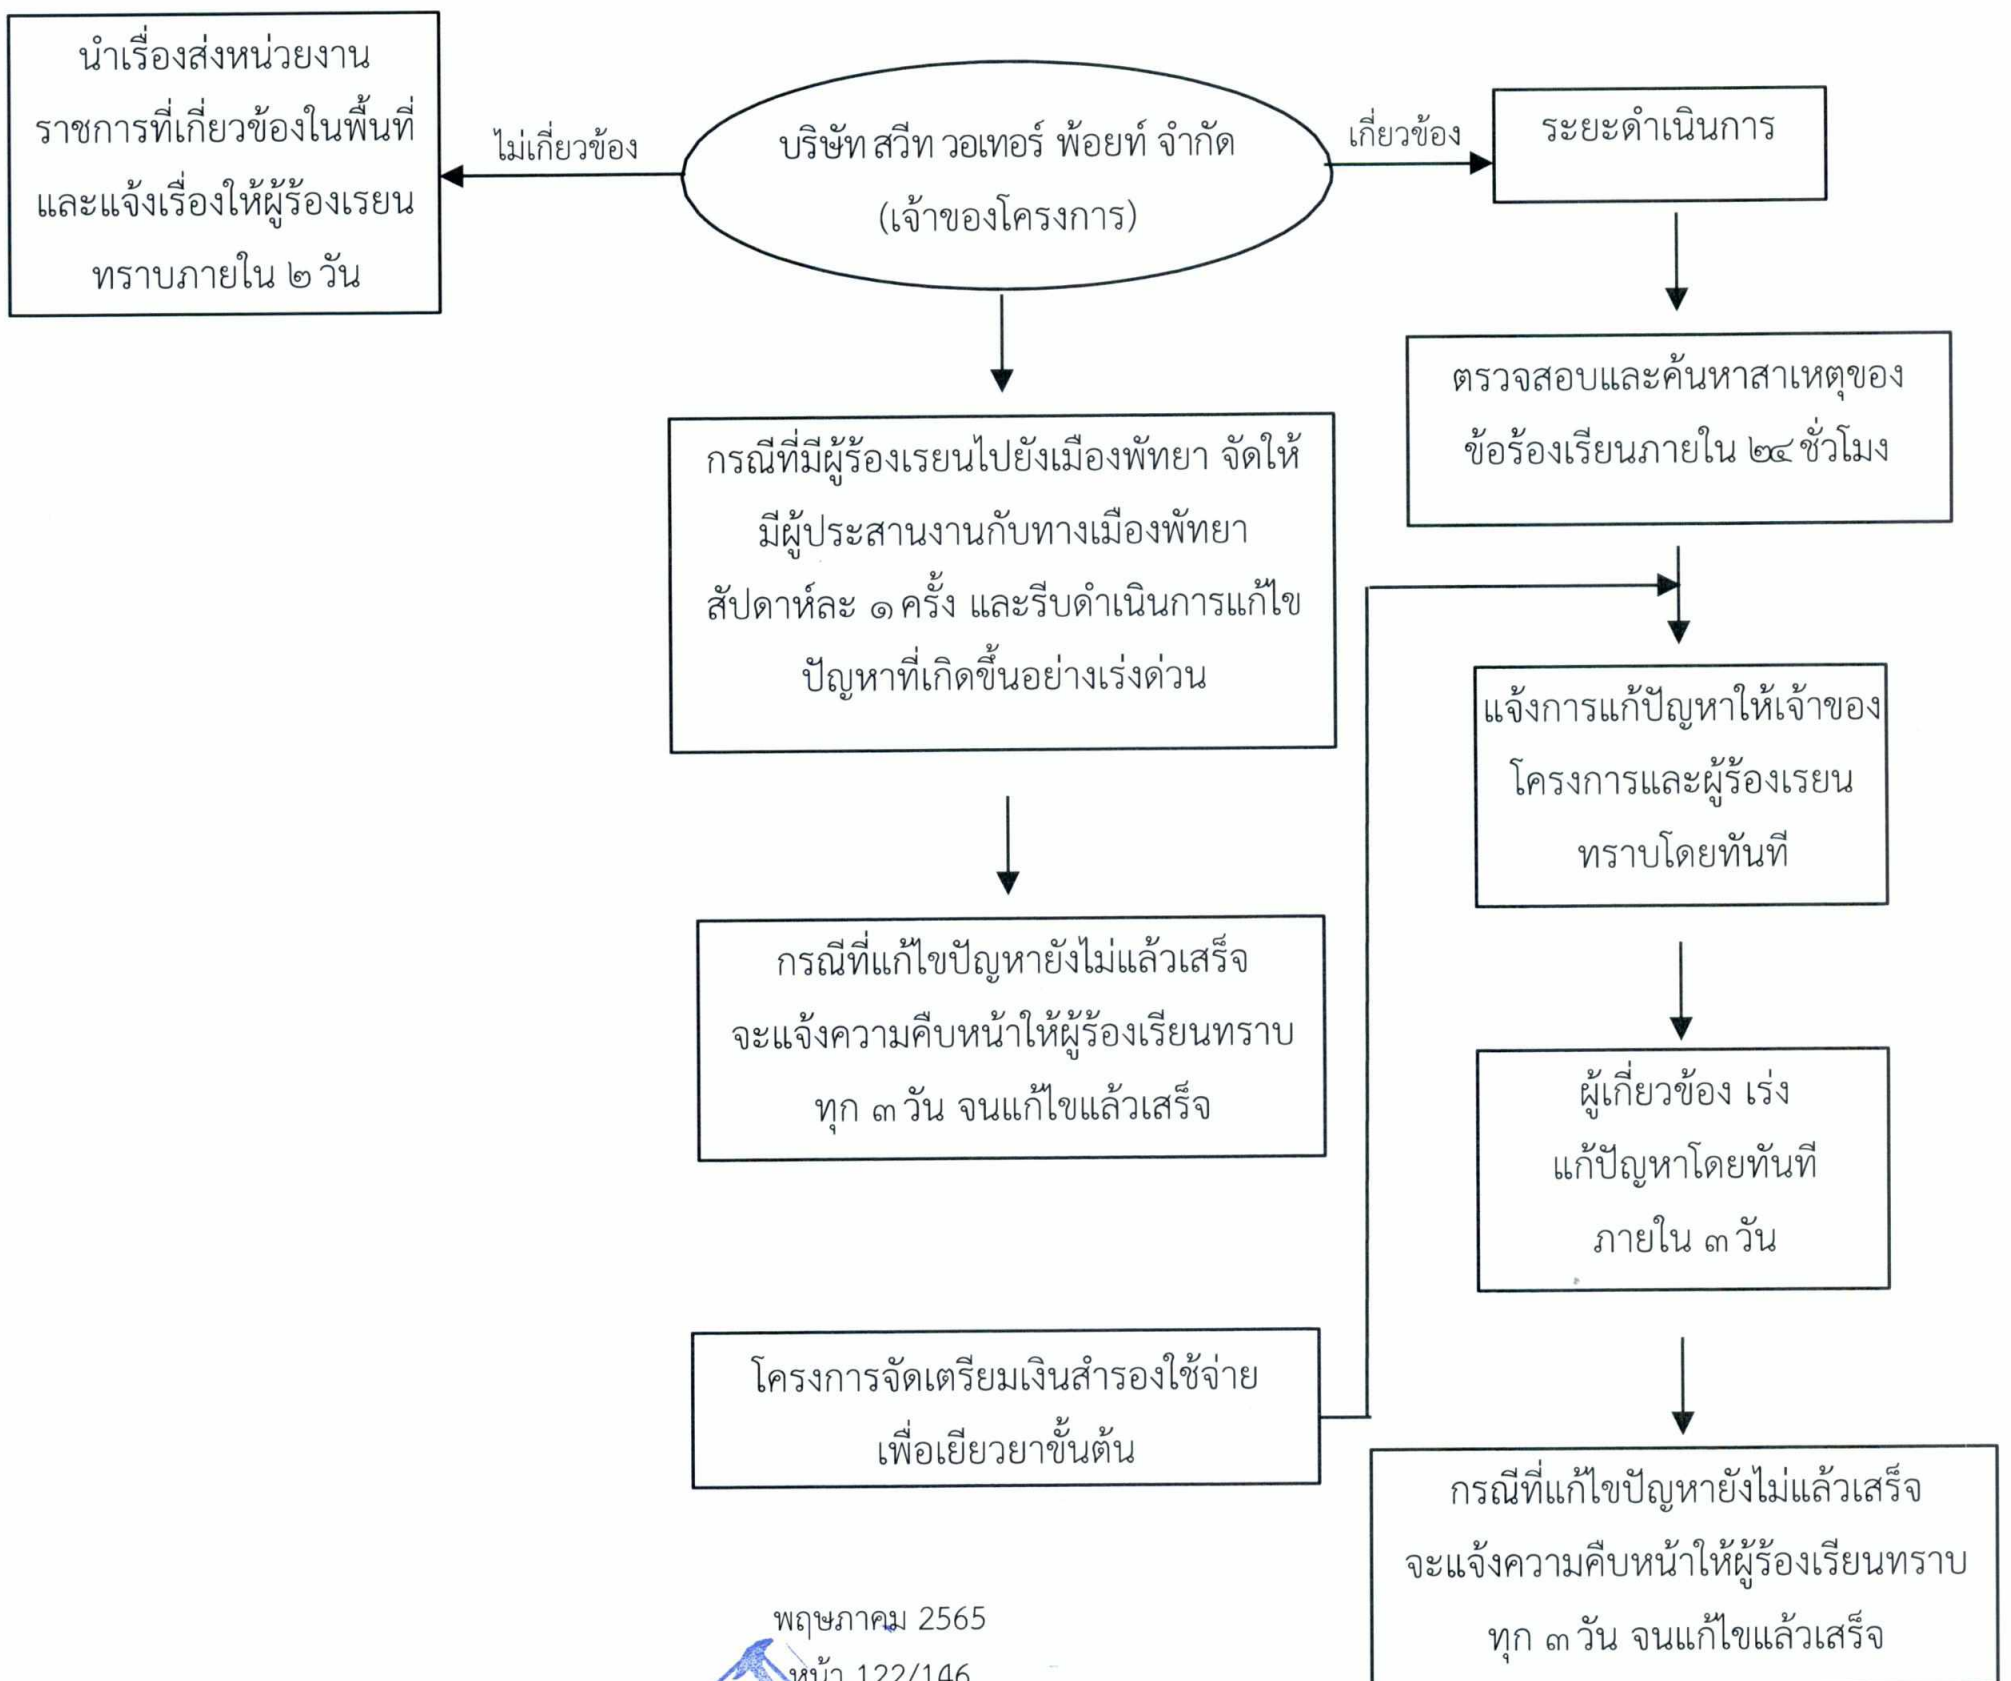 นำเรื่องส่งหน่วยงาน
ราชการที่เกี่ยวข้องในพื้นที่
และแจ้งเรื่องให้ผู้ร้องเรยน
ทราบภายใน ๒ วัน
ไม่เกี่ยวข้อง
บริษัท สวีท วอเทอร์ พ้อยท์ จำกัด
(เจ้าของโครงการ)
เกี่ยวข้อง
ระยะดำเนินการ
ตรวจสอบและค้นหาสาเหตุของ
ข้อร้องเรียนภายใน ๒๔ ชั่วโมง
กรณีที่มีผู้ร้องเรยนไปยังเมืองพัทยา จัดให้
มีผู้ประสานงานกับทางเมืองพัทยา
สัปดาห์ละ ๑ ครั้ง และรีบดำเนินการแก้ไข
ปัญหาที่เกิดขึ้นอย่างเร่งด่วน
แจ้งการแก้ปัญหาให้เจ้าของ
โครงการและผู้ร้องเรยน
ทราบโดยทันที
กรณีที่แก้ไขปัญหายังไม่แล้วเสร็จ
จะแจ้งความคืบหน้าให้ผู้ร้องเรียนทราบ
ทุก ๓ วัน จนแก้ไขแล้วเสร็จ
ผู้เกี่ยวข้อง เร่ง
แก้ปัญหาโดยทันที
ภายใน ๓ วัน
โครงการจัดเตรียมเงินสำรองใช้จ่าย
เพื่อเยียวยาขั้นต้น
กรณีที่แก้ไขปัญหายังไม่แล้วเสร็จ
จะแจ้งความคืบหน้าให้ผู้ร้องเรียนทราบ
ทุก ๓ วัน จนแก้ไขแล้วเสร็จ
พฤษภาคม 2565
หน้า 122/146